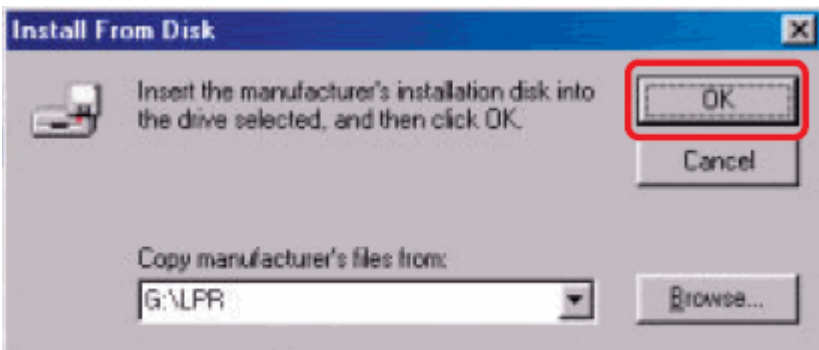 Install From Disk
Insert the manufacturer's installation disk into
the drive selected, and then click OK.
OK
Cancel
Copy manufacturer's files from:
G:\LPR
Browse...